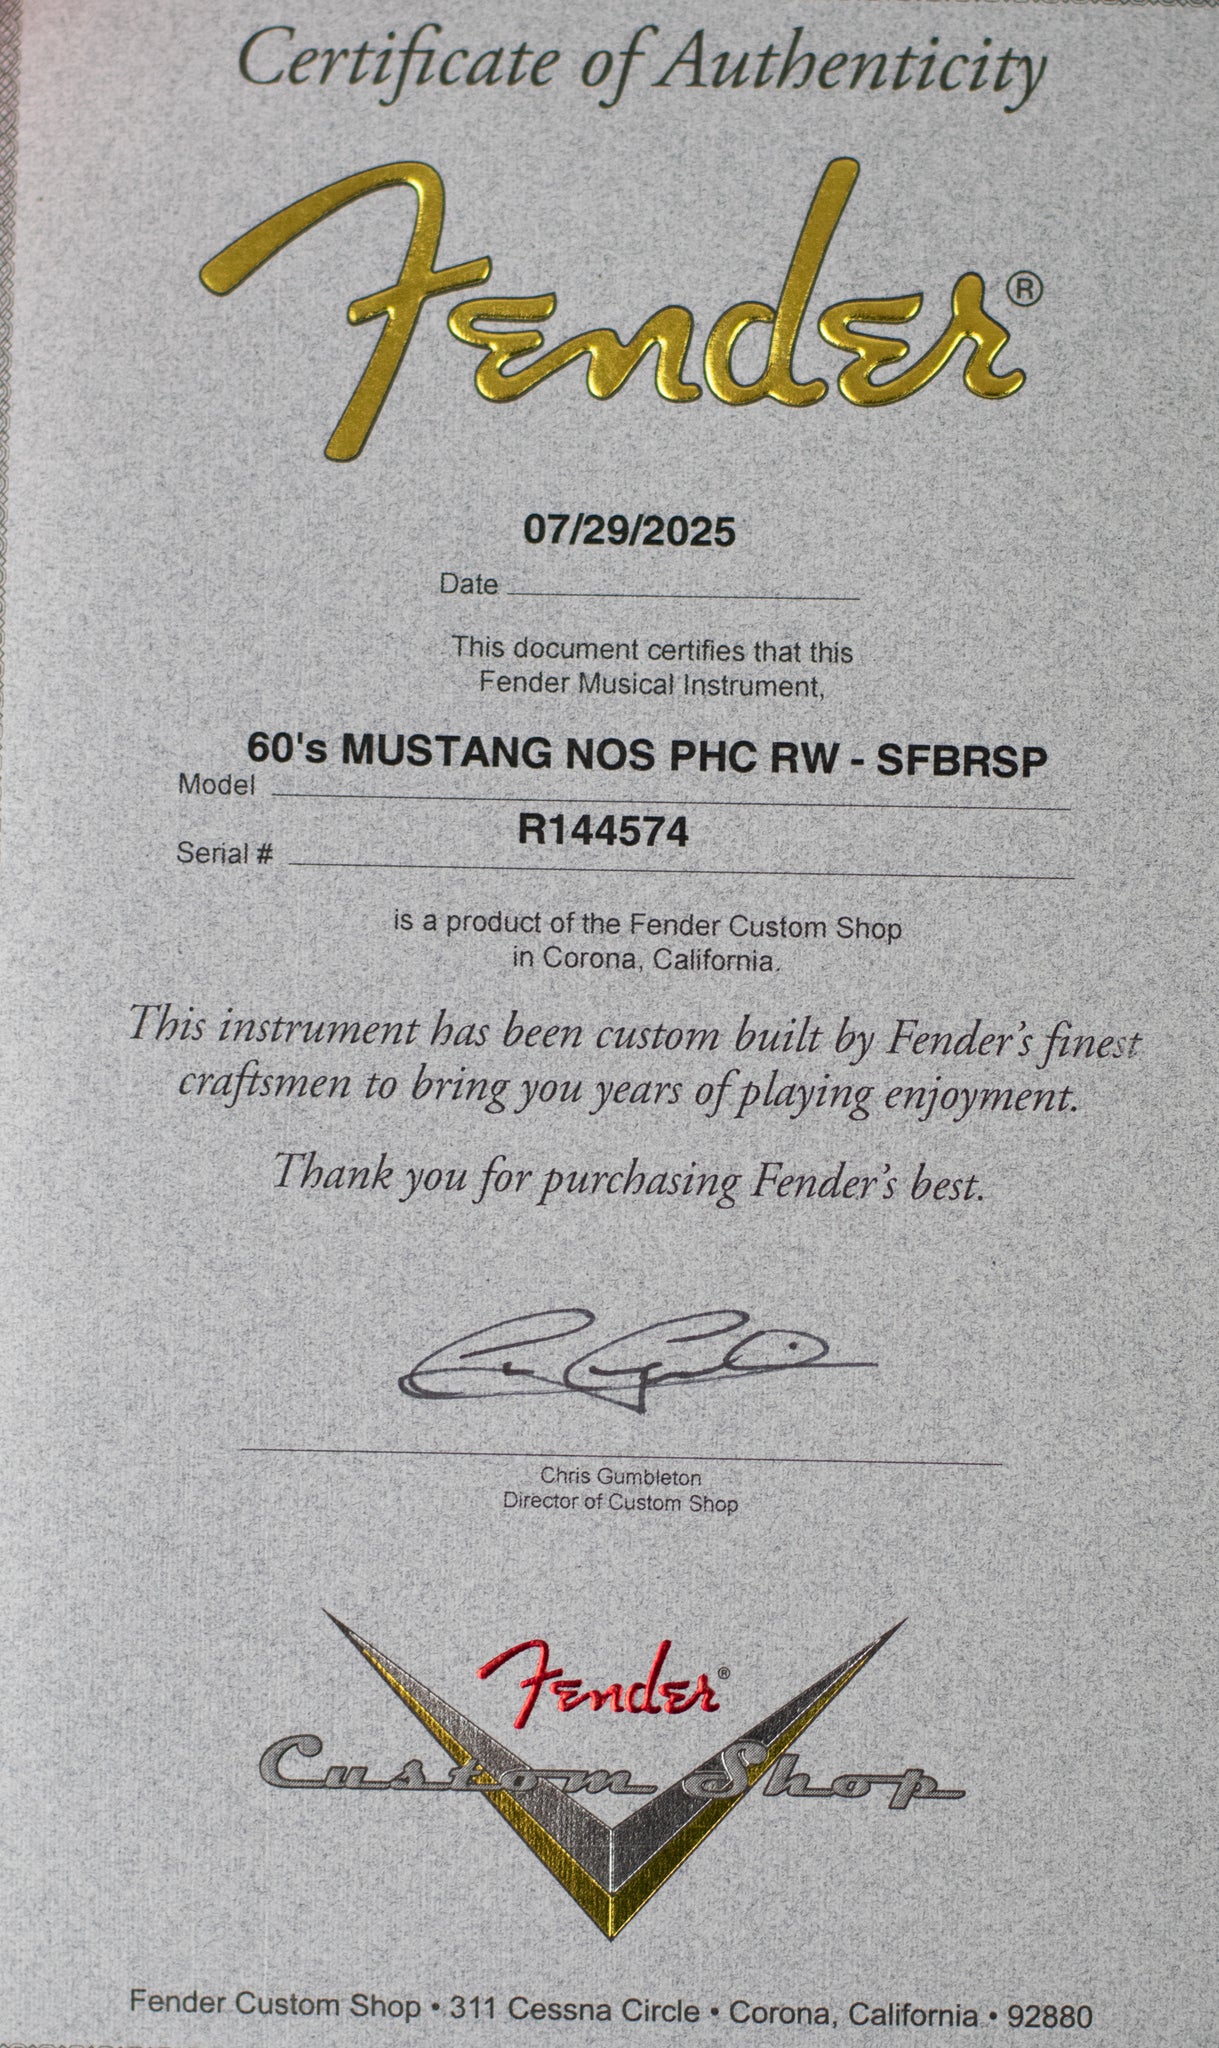 Certificate of Authenticity
Fender®
07/29/2025
Date
This document certifies that this
Fender Musical Instrument,
60's MUSTANG NOS PHC RW - SFBRSP
Model
R144574
Serial #
is a product of the Fender Custom Shop
in Corona, California.
This instrument has been custom built by Fender's finest
craftsmen to bring you years of playing enjoyment.
Thank you for purchasing Fender's best.
Chris Gumbleton
Director of Custom Shop
Fender®
Custom Shop
Fender Custom Shop • 311 Cessna Circle • Corona, California • 92880